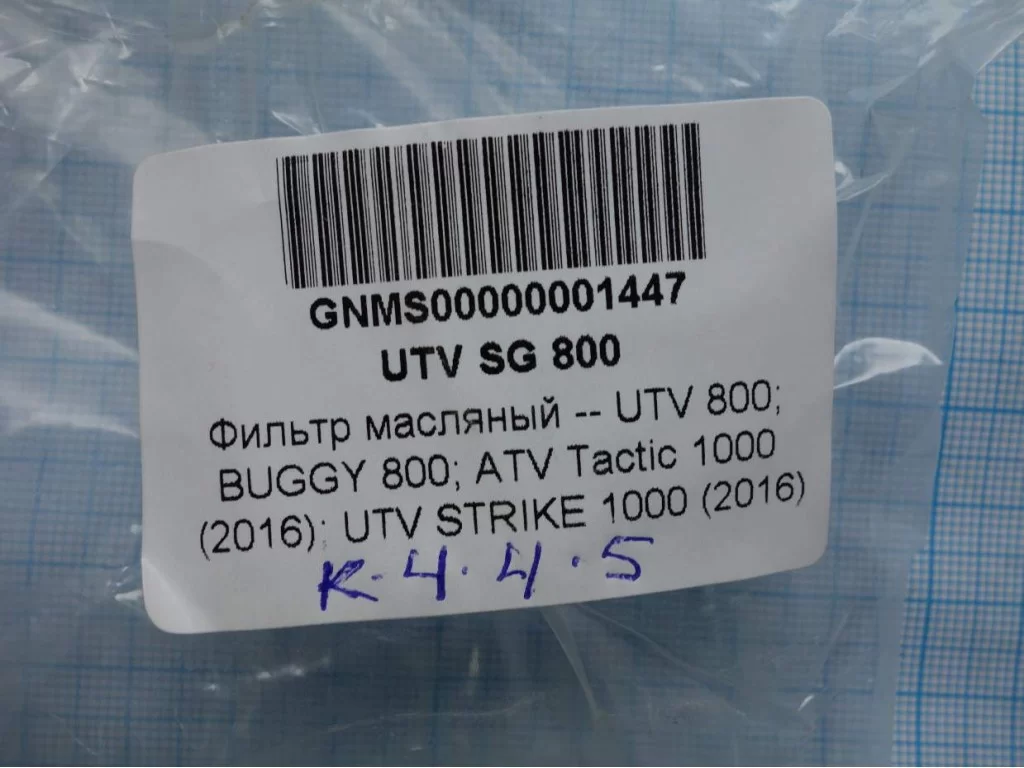 GNMS00000001447
UTV SG 800
Фильтр масляный -- UTV 800;
BUGGY 800; ATV Tactic 1000
(2016); UTV STRIKE 1000 (2016)
К-4.4.5